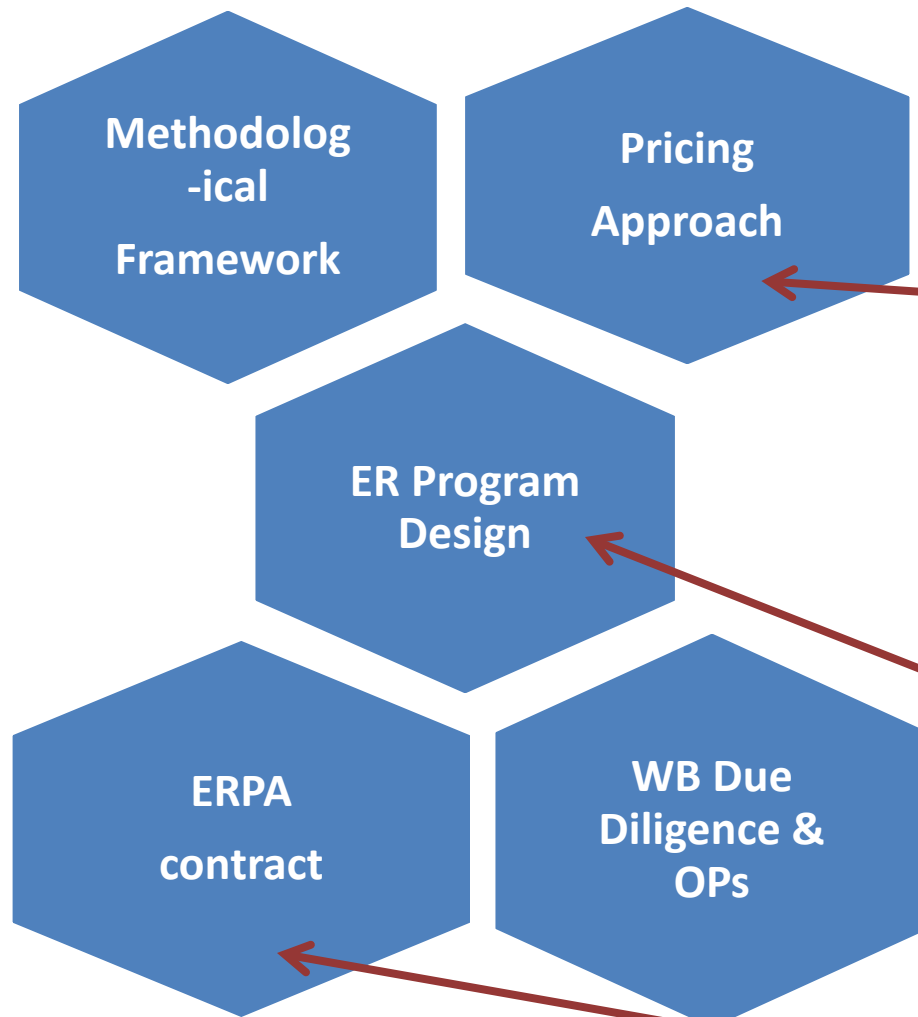 Methodolog
-ical
Framework
Pricing
Approach
ER Program
Design
ERPA
contract
WB Due
Diligence &
OPs